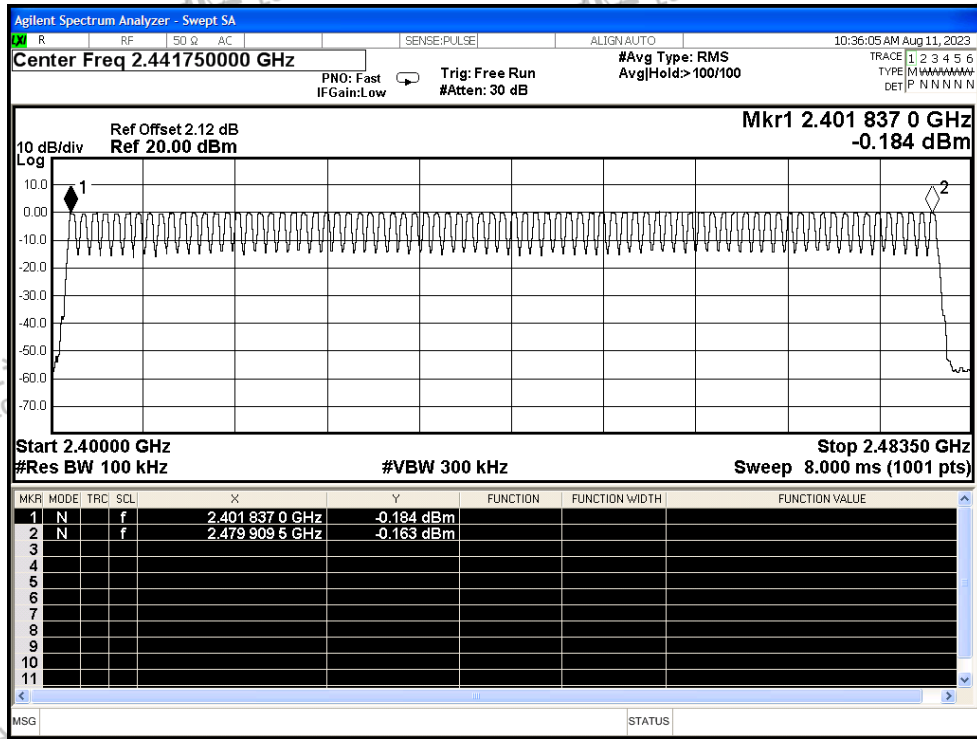 Agilent Spectrum Analyzer - Swept SA
LXI R RF 50 Ω AC SENSE:PULSE ALIGN AUTO 10:36:05 AM Aug 11, 2023
Center Freq 2.441750000 GHz
PNO: Fast
IFGain:Low
Trig: Free Run
#Atten: 30 dB
#Avg Type: RMS
Avg|Hold:>100/100
TRACE 1 2 3 4 5 6
TYPE M
DET P N N N N N
Mkr1 2.401 837 0 GHz
-0.184 dBm
Ref Offset 2.12 dB
10 dB/div Ref 20.00 dBm
Log
1
2
10.0
0.00
-10.0
-20.0
-30.0
-40.0
-50.0
-60.0
-70.0
Start 2.40000 GHz Stop 2.48350 GHz
#Res BW 100 kHz #VBW 300 kHz Sweep 8.000 ms (1001 pts)
MKR MODE TRC SCL X Y FUNCTION FUNCTION WIDTH FUNCTION VALUE
1 N f 2.401 837 0 GHz -0.184 dBm
2 N f 2.479 909 5 GHz -0.163 dBm
3
4
5
6
7
8
9
10
11
MSG STATUS